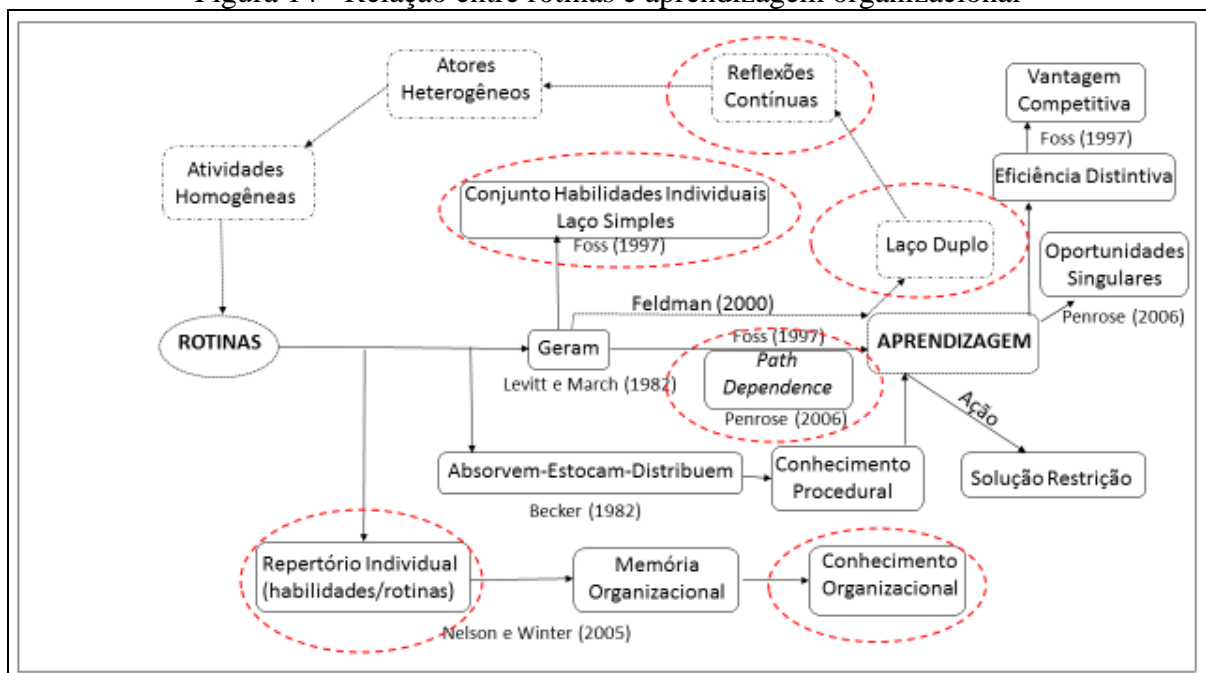 Figura 14 - Relação entre rotinas e aprendizagem organizacional
Atores
Heterogêneos
Reflexões
Contínuas
Vantagem
Competitiva
Foss (1997)
Atividades
Homogêneas
Conjunto Habilidades Individuais
Laço Simples
Foss (1997)
Eficiência Distintiva
Laço Duplo
Oportunidades
Singulares
Penrose (2006)
Feldman (2000)
ROTINAS
Geram
Levitt e March (1982)
Foss (1997)
Path
Dependence
Penrose (2006)
APRENDIZAGEM
Ação
Absorvem-Estocam-Distribuem
Becker (1982)
Conhecimento
Procedural
Solução Restrição
Repertório Individual
(habilidades/rotinas)
Nelson e Winter (2005)
Memória
Organizacional
Conhecimento
Organizacional